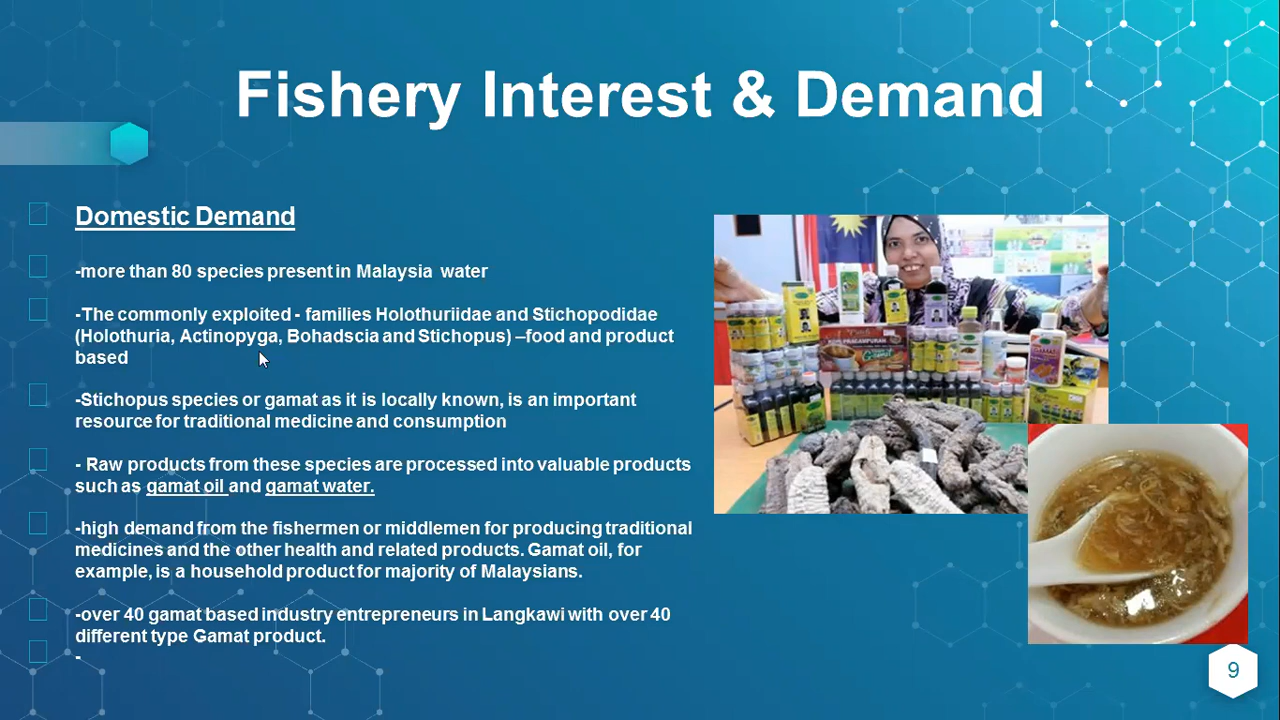 Fishery Interest & Demand
Domestic Demand
-more than 80 species present in Malaysia water
-The commonly exploited - families Holothuriidae and Stichopodidae
(Holothuria, Actinopyga, Bohadscia and Stichopus) –food and product
based
-Stichopus species or gamat as it is locally known, is an important
resource for traditional medicine and consumption
- Raw products from these species are processed into valuable products
such as gamat oil and gamat water.
-high demand from the fishermen or middlemen for producing traditional
medicines and the other health and related products. Gamat oil, for
example, is a household product for majority of Malaysians.
-over 40 gamat based industry entrepreneurs in Langkawi with over 40
different type Gamat product.
-
9